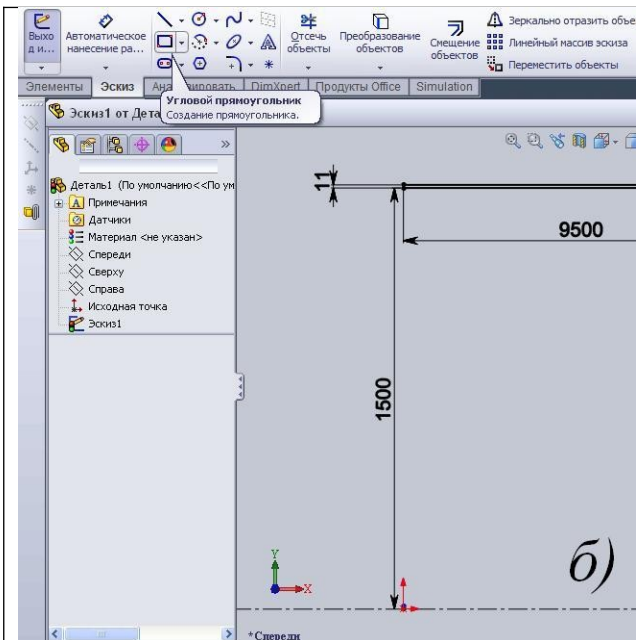 Выхо
д и...
Автоматическое
нанесение ра...
Отсечь
объекты
Преобразование
объектов
Смещение
объектов
Зеркально отразить объе
Линейный массив эскиза
Переместить объекты
Элементы
Эскиз
Анализировать
DimXpert
Продукты Office
Simulation
Угловой прямоугольник
Создание прямоугольника.
Эскиз1 от Дета
Деталь1 (По умолчанию<<По ум
Примечания
Датчики
Материал <не указан>
Спереди
Сверху
Справа
Исходная точка
Эскиз1
11
9500
1500
б)
Y
X
*Спереди